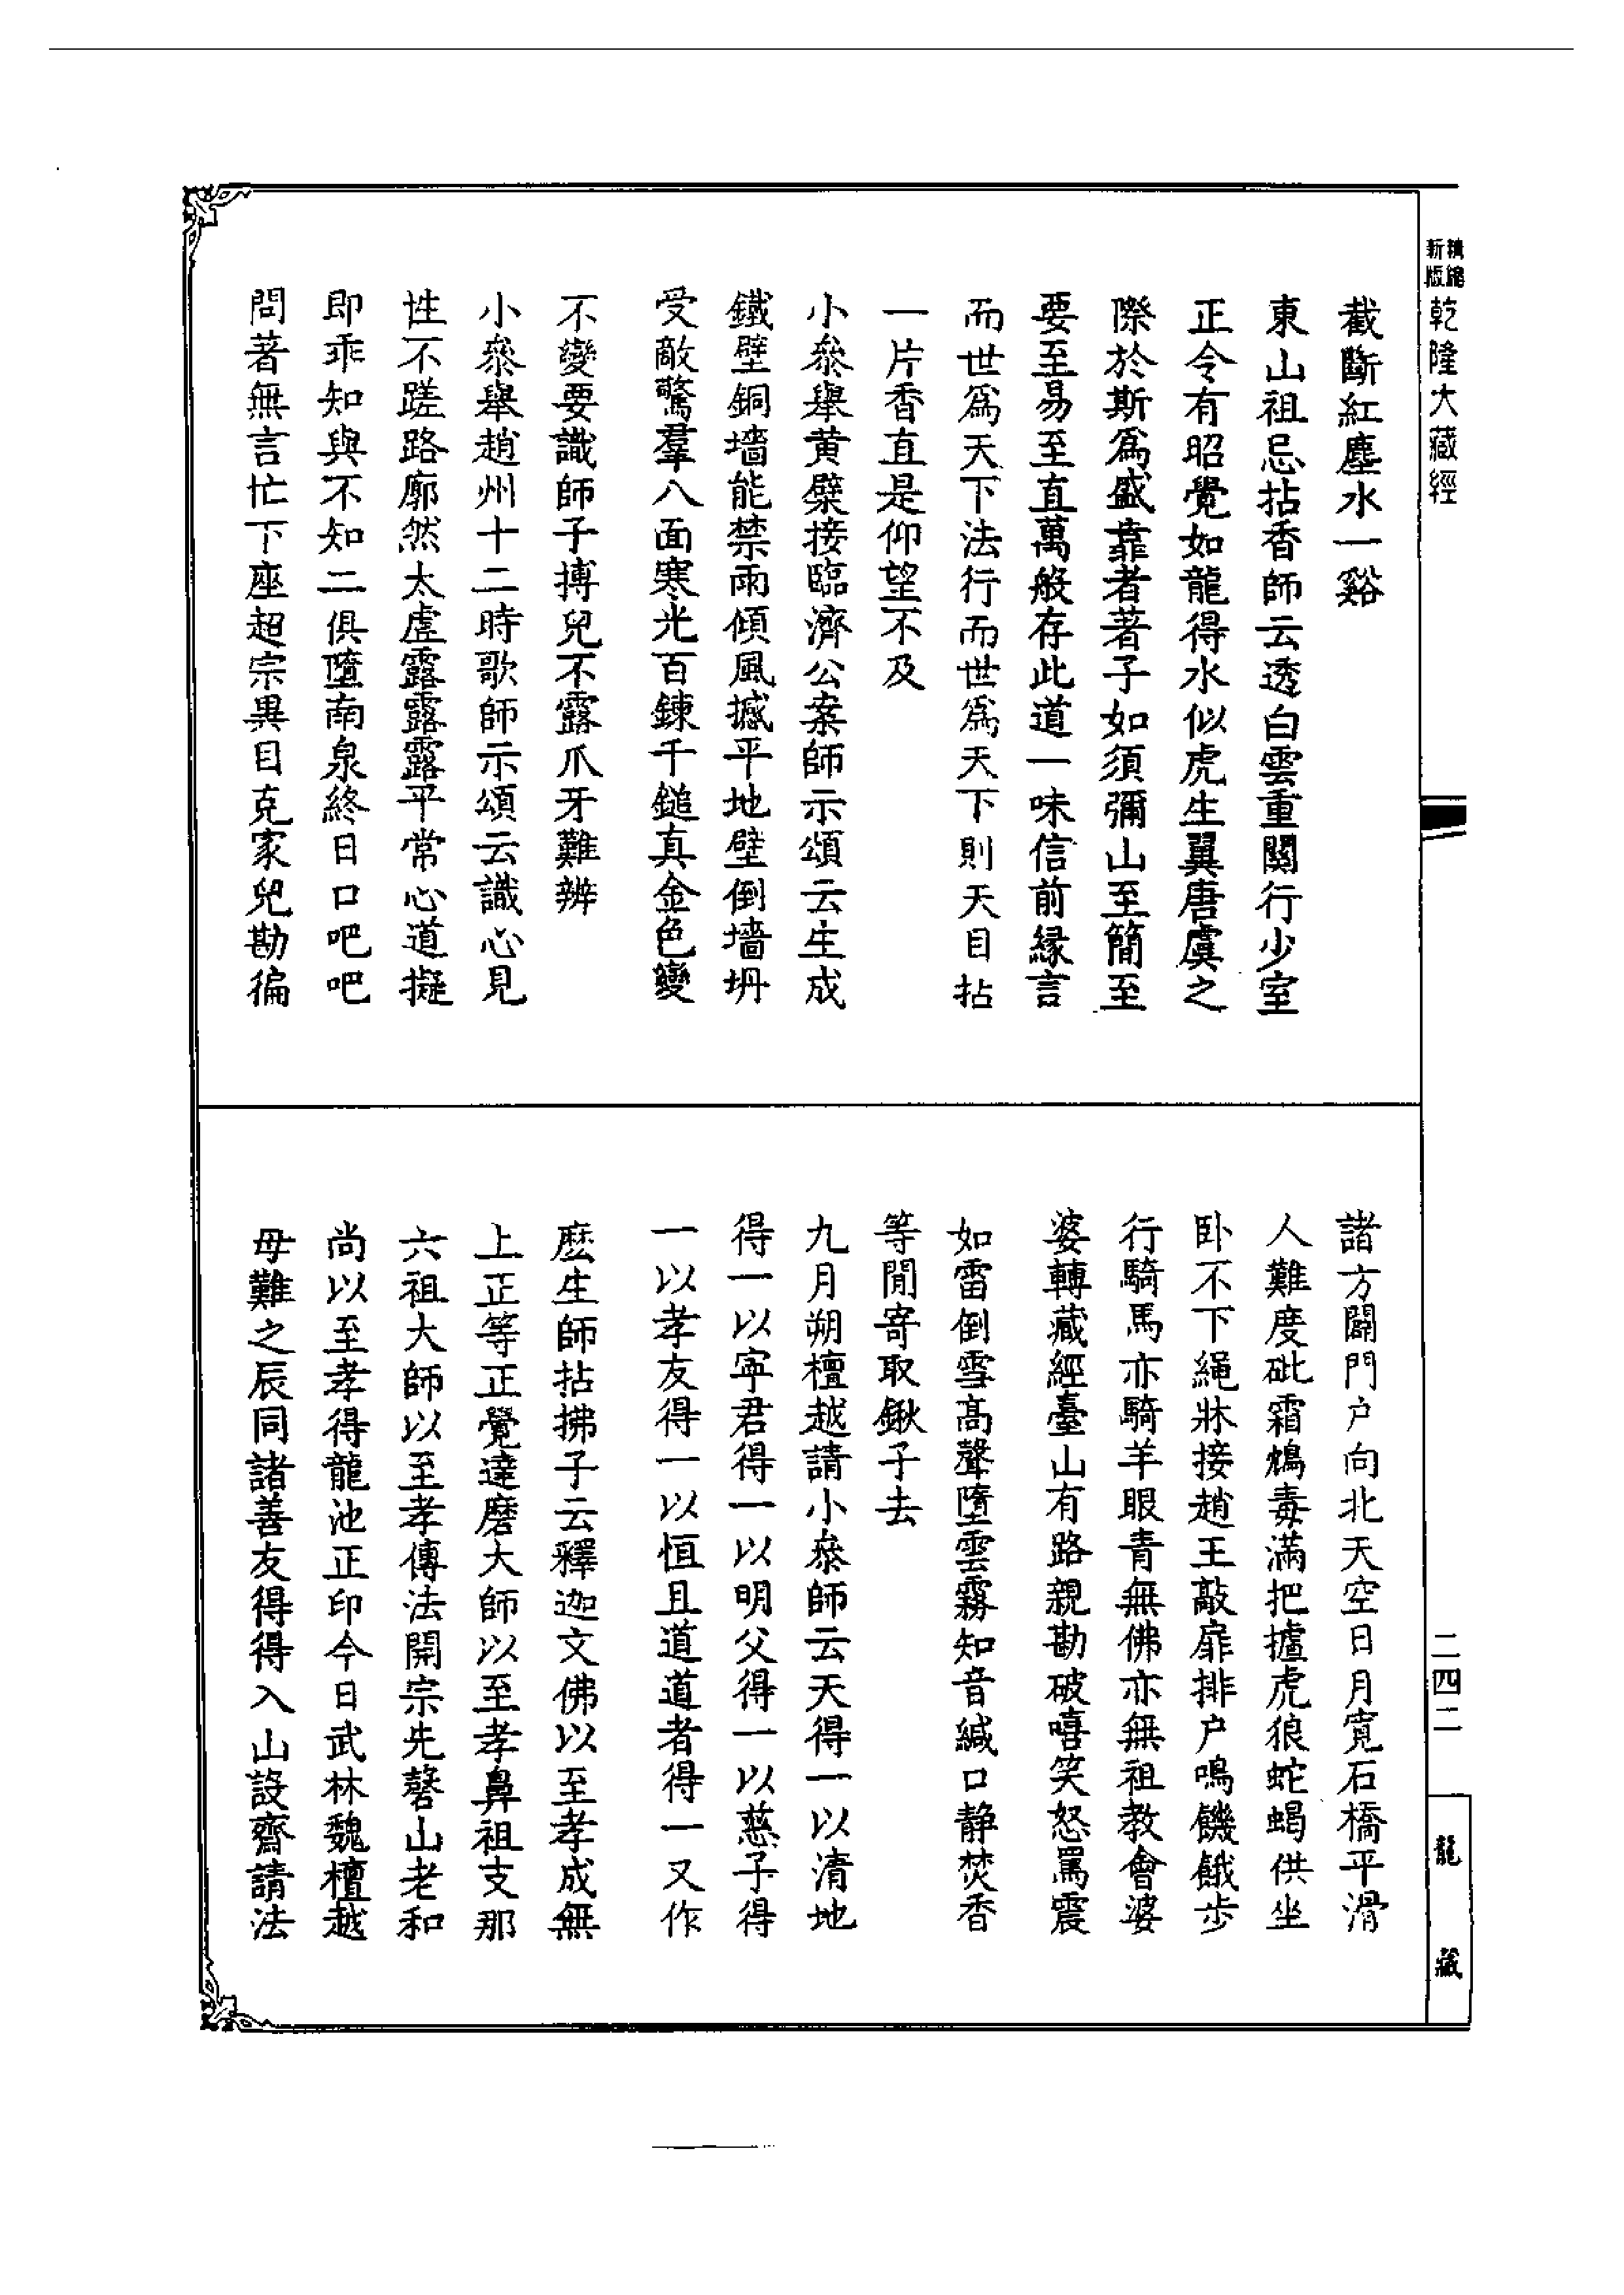 精縮新版
乾隆大藏經
截斷紅塵水一谿
東山祖忌拈香師云透白雲重關行少室
正令有昭覺如龍得水似虎生翼唐虞之
際於斯爲盛靠者著子如須彌山至簡至
要至易至直萬般存此道一味信前緣言
而世爲天下法行而世爲天下則天目拈
一片香直是仰望不及
小叅舉黄檗接臨濟公案師示頌云生成
鐵壁銅墻能禁雨傾風撼平地壁倒墻坍
受敵驚羣八面寒光百鍊千鎚真金色變
不變要識師子搏兒不露爪牙難辨
小叅舉趙州十二時歌師示頌云識心見
性不蹉路廓然太虛露露露平常心道擬
即乖知與不知二俱墮南泉終日口吧吧
問著無言忙下座超宗異目克家兒勘徧
諸方闢門户向北天空日月寬石橋平滑
人難度砒霜鴆毒滿把攎虎狼蛇蝎供坐
卧不下繩牀接趙王敲扉排户鳴饑餓步
行騎馬亦騎羊眼青無佛亦無祖教會婆
婆轉藏經臺山有路親勘破嘻笑怒罵震
如雷倒雪髙聲墮雲霧知音緘口静焚香
等閒寄取鍬子去
九月朔檀越請小叅師云天得一以清地
得一以寜君得一以明父得一以慈子得
一以孝友得一以恒且道道者得一又作
麽生師拈拂子云釋迦文佛以至孝成無
上正等正覺達磨大師以至孝鼻祖支那
六祖大師以至孝傳法開宗先磬山老和
尚以至孝得龍池正印今日武林魏檀越
母難之辰同諸善友得得入山設齋請法
二四二
龍藏